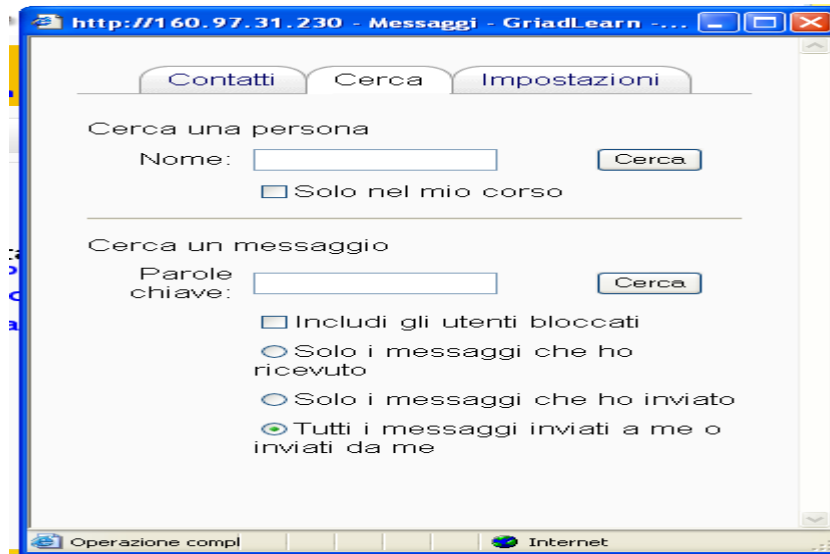 http://160.97.31.230 - Messaggi - GriadLearn -...
Contatti Cerca Impostazioni
Cerca una persona
Nome: Cerca
Solo nel mio corso
Cerca un messaggio
Parole
chiave: Cerca
Includi gli utenti bloccati
Solo i messaggi che ho
ricevuto
Solo i messaggi che ho inviato
Tutti i messaggi inviati a me o
inviati da me
Operazione compl Internet